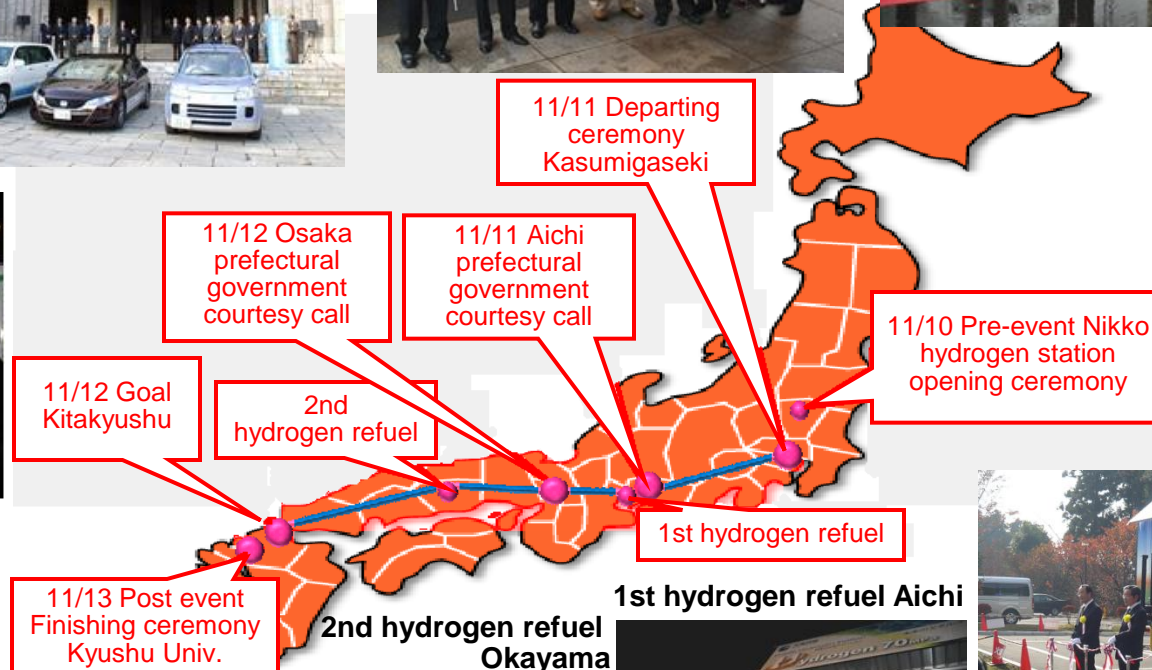 11/11 Departing
ceremony
Kasumigaseki
11/12 Osaka
prefectural
government
courtesy call
11/11 Aichi
prefectural
government
courtesy call
11/10 Pre-event Nikko
hydrogen station
opening ceremony
11/12 Goal
Kitakyushu
2nd
hydrogen refuel
1st hydrogen refuel
11/13 Post event
Finishing ceremony
Kyushu Univ.
2nd hydrogen refuel
Okayama
1st hydrogen refuel Aichi